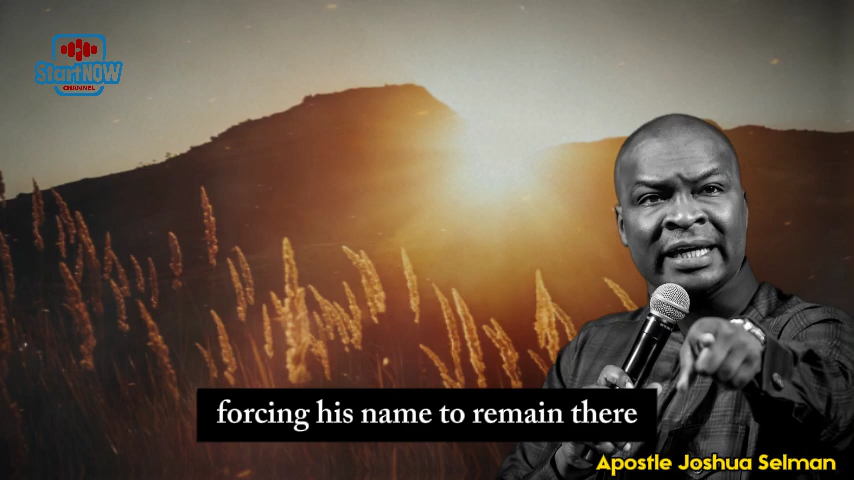 StartNOW
CHANNEL
forcing his name to remain there
Apostle Joshua Selman